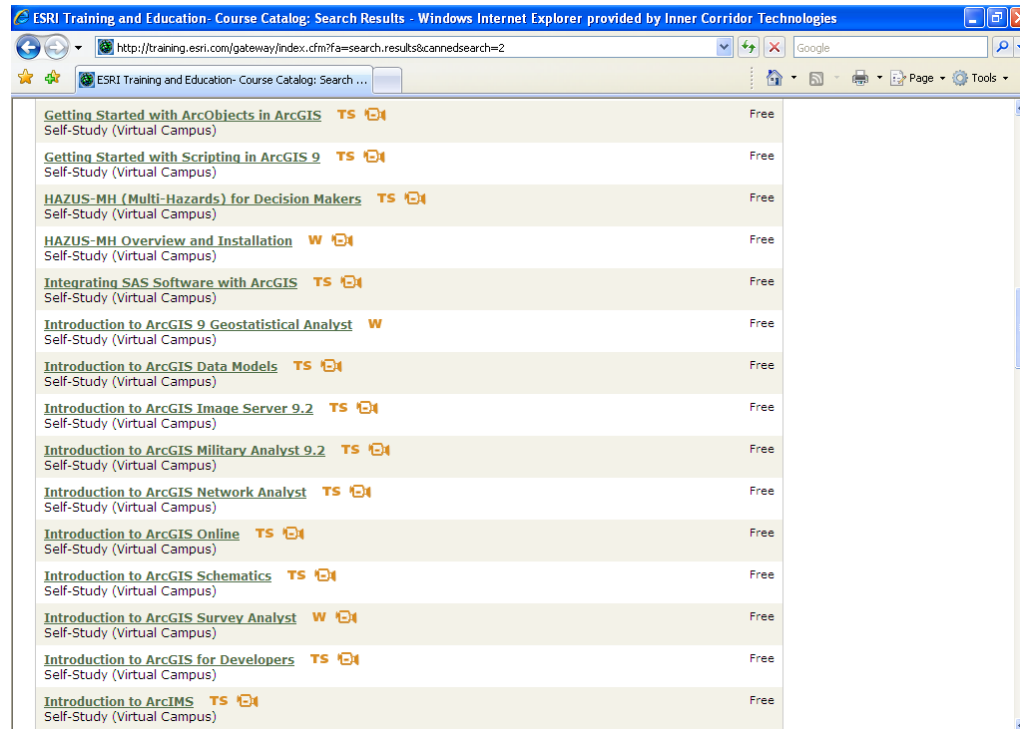 ESRI Training and Education- Course Catalog: Search Results - Windows Internet Explorer provided by Inner Corridor Technologies
http://training.esri.com/gateway/index.cfm?fa=search.results&cannedsearch=2
Google
ESRI Training and Education- Course Catalog: Search ...
Page
Tools
Getting Started with ArcObjects in ArcGIS TS Free
Self-Study (Virtual Campus)
Getting Started with Scripting in ArcGIS 9 TS Free
Self-Study (Virtual Campus)
HAZUS-MH (Multi-Hazards) for Decision Makers TS Free
Self-Study (Virtual Campus)
HAZUS-MH Overview and Installation W Free
Self-Study (Virtual Campus)
Integrating SAS Software with ArcGIS TS Free
Self-Study (Virtual Campus)
Introduction to ArcGIS 9 Geostatistical Analyst W Free
Self-Study (Virtual Campus)
Introduction to ArcGIS Data Models TS Free
Self-Study (Virtual Campus)
Introduction to ArcGIS Image Server 9.2 TS Free
Self-Study (Virtual Campus)
Introduction to ArcGIS Military Analyst 9.2 TS Free
Self-Study (Virtual Campus)
Introduction to ArcGIS Network Analyst TS Free
Self-Study (Virtual Campus)
Introduction to ArcGIS Online TS Free
Self-Study (Virtual Campus)
Introduction to ArcGIS Schematics TS Free
Self-Study (Virtual Campus)
Introduction to ArcGIS Survey Analyst W Free
Self-Study (Virtual Campus)
Introduction to ArcGIS for Developers TS Free
Self-Study (Virtual Campus)
Introduction to ArcIMS TS Free
Self-Study (Virtual Campus)